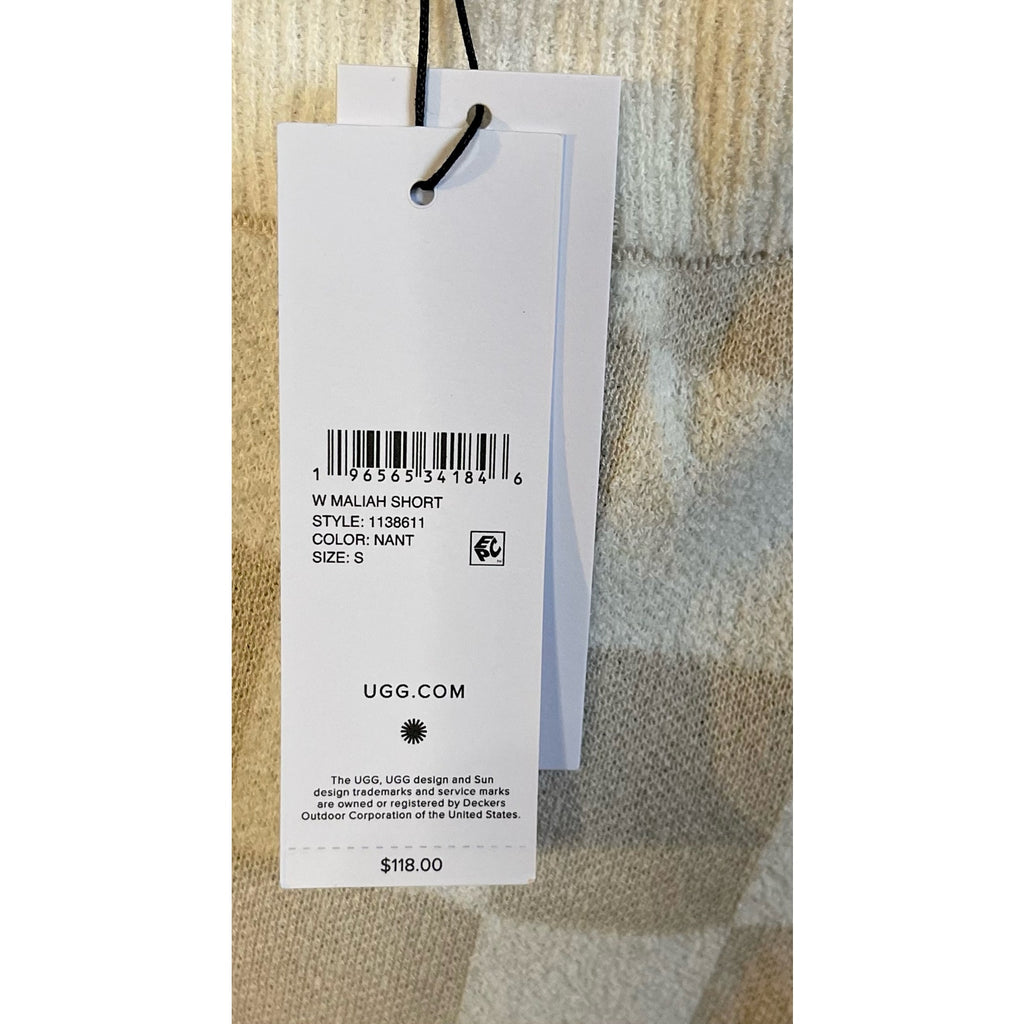 1 96565 34184 6
W MALIAH SHORT
STYLE: 1138611
COLOR: NANT
SIZE: S
EPC
UGG.COM
The UGG, UGG design and Sun
design trademarks and service marks
are owned or registered by Deckers
Outdoor Corporation of the United States.
$118.00